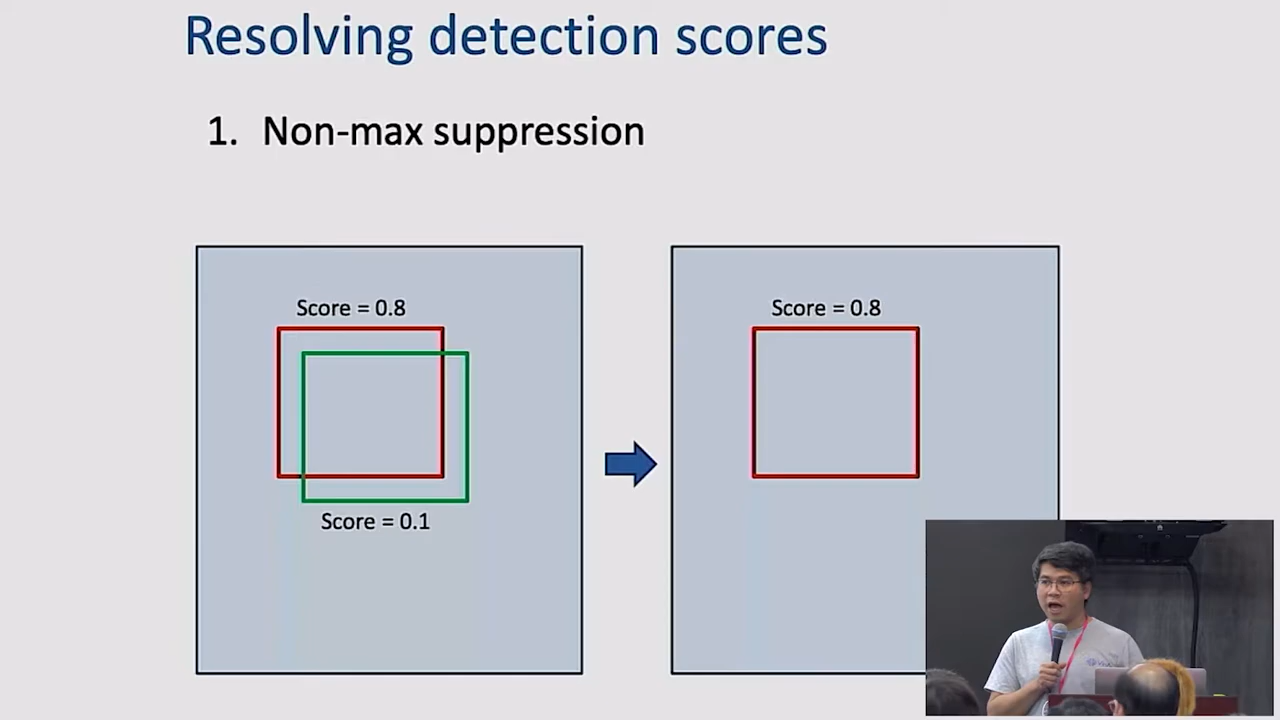 Resolving detection scores
1. Non-max suppression
Score = 0.8
Score = 0.1
Score = 0.8